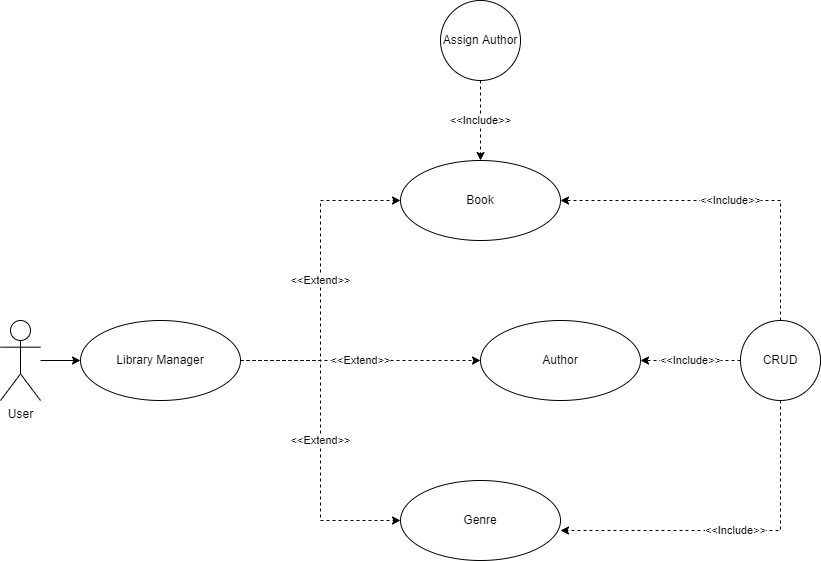 Assign Author
<<Include>>
Book
<<Include>>
<<Extend>>
User
Library Manager
<<Extend>>
Author
<<Include>>
CRUD
<<Extend>>
Genre
<<Include>>